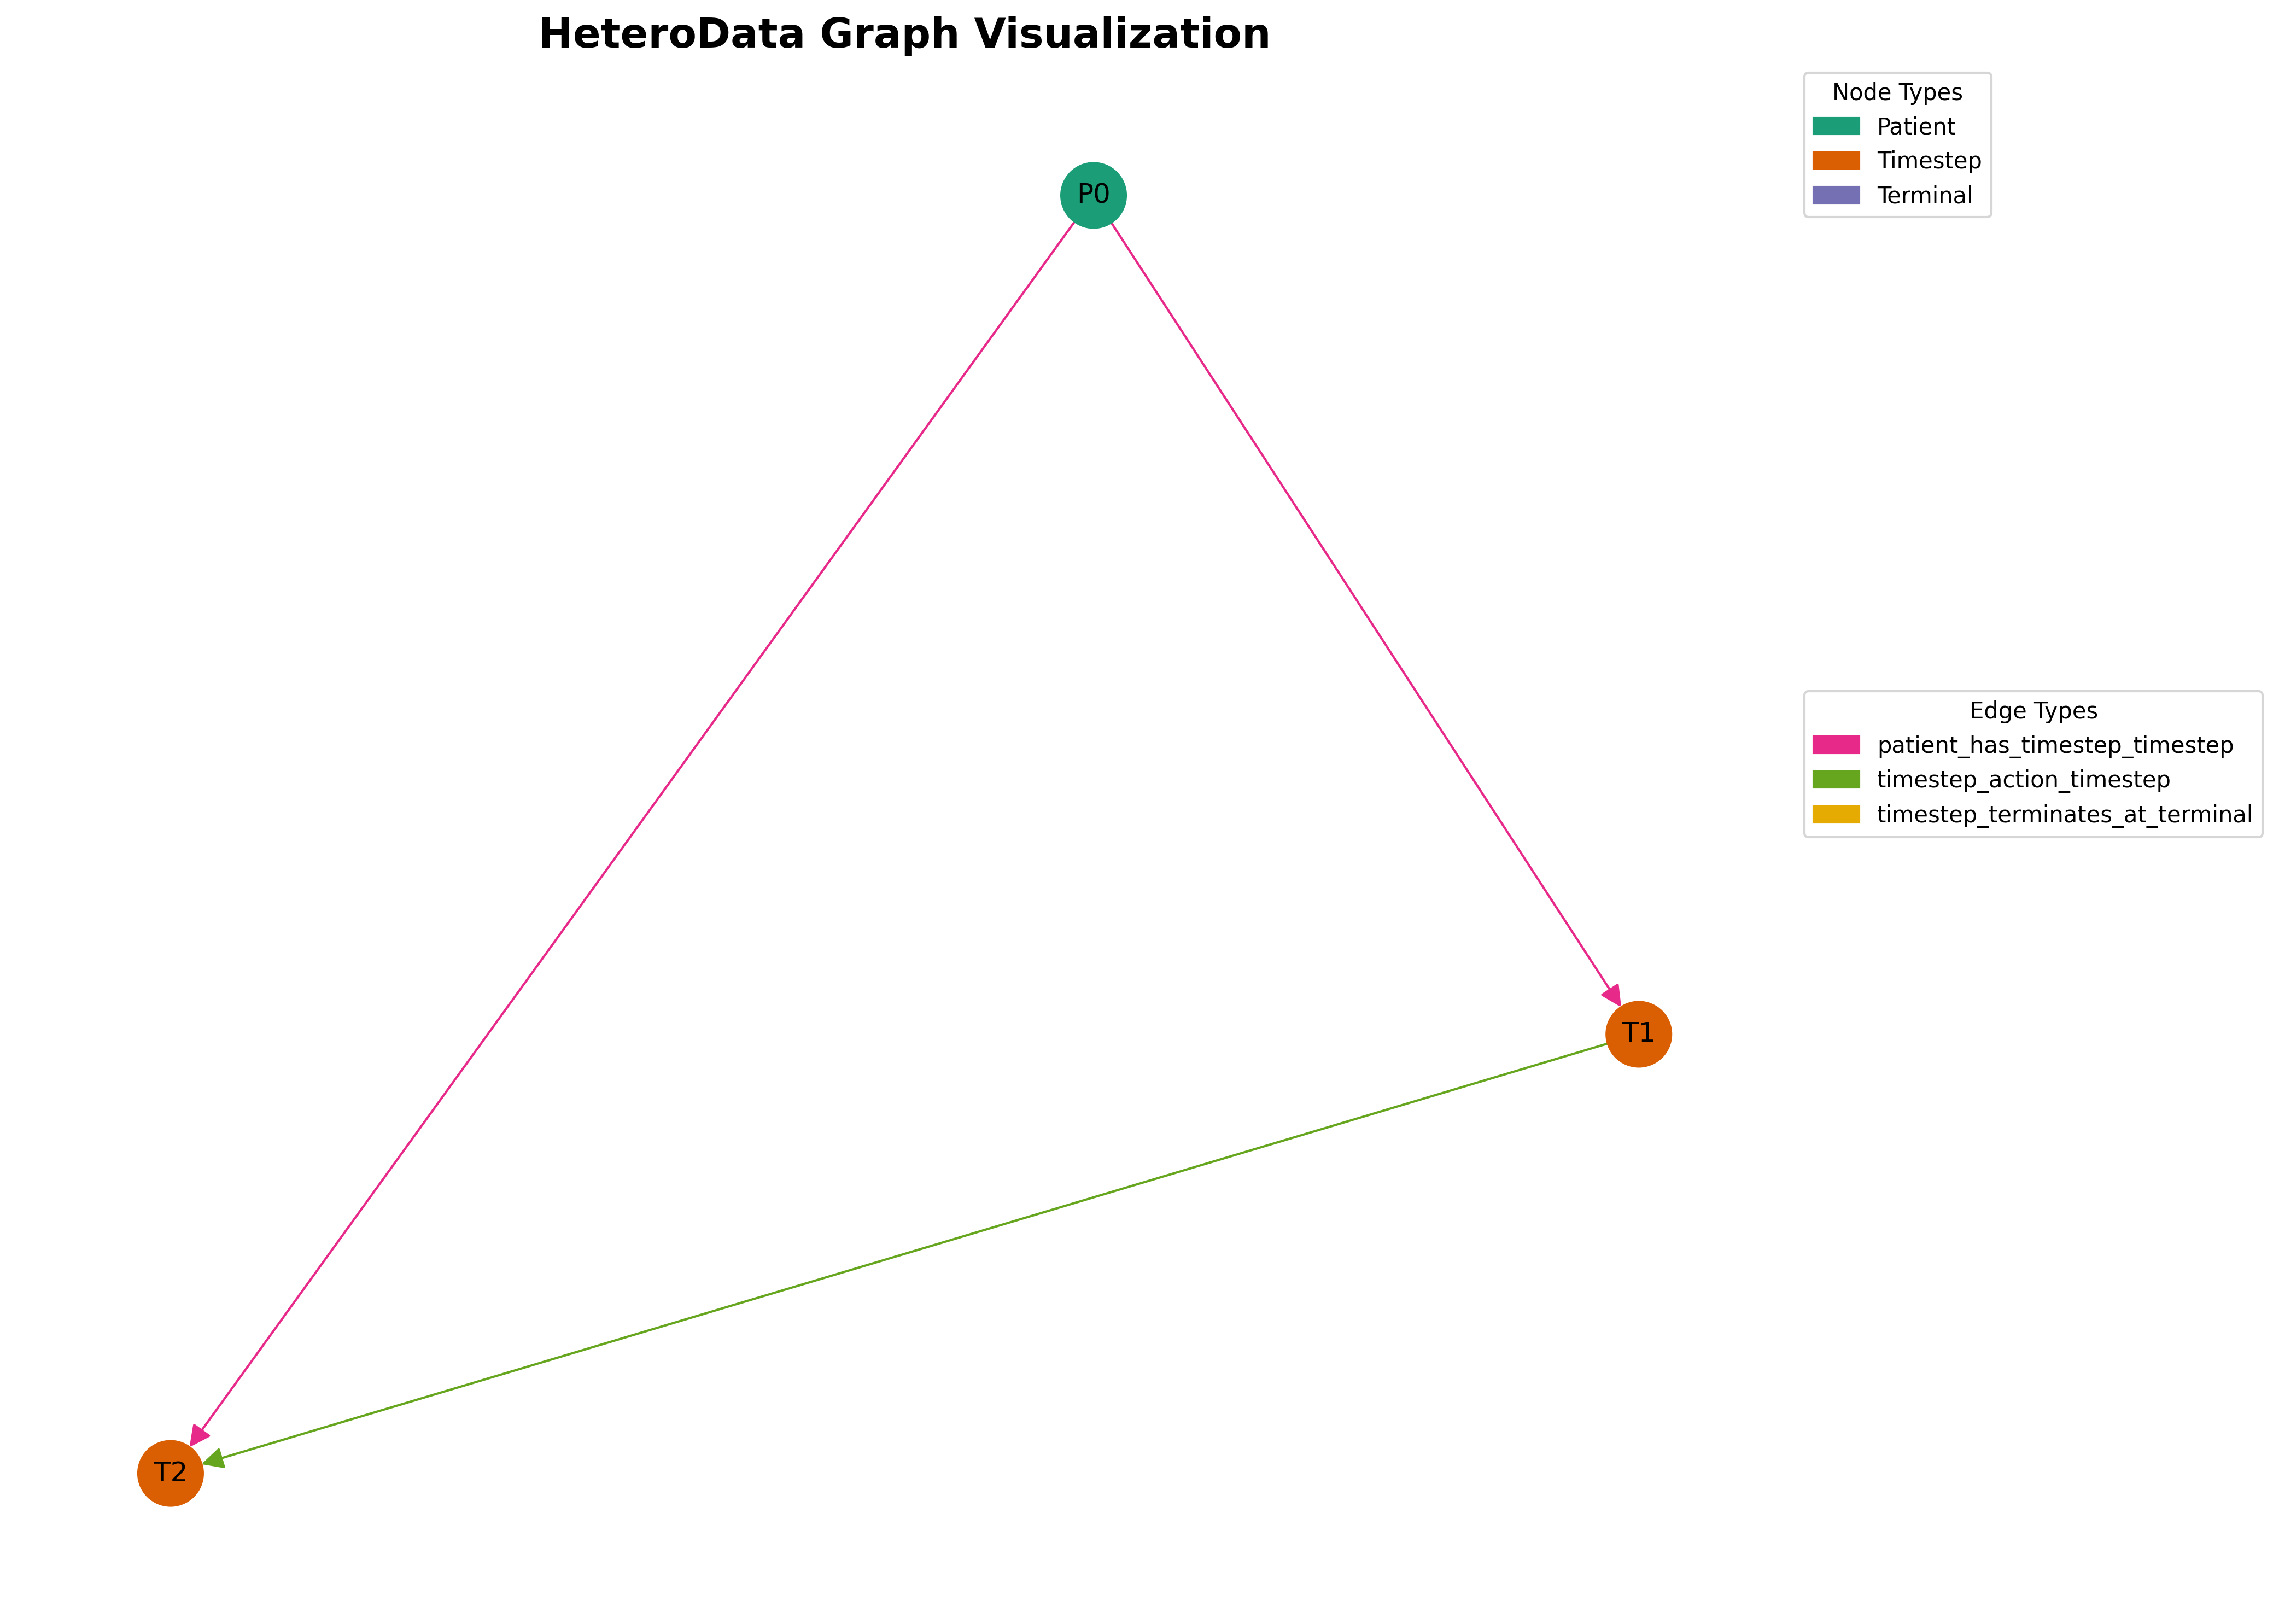 HeteroData Graph Visualization
Node Types
Patient
Timestep
Terminal
P0
Edge Types
patient_has_timestep_timestep
timestep_action_timestep
timestep_terminates_at_terminal
T1
T2